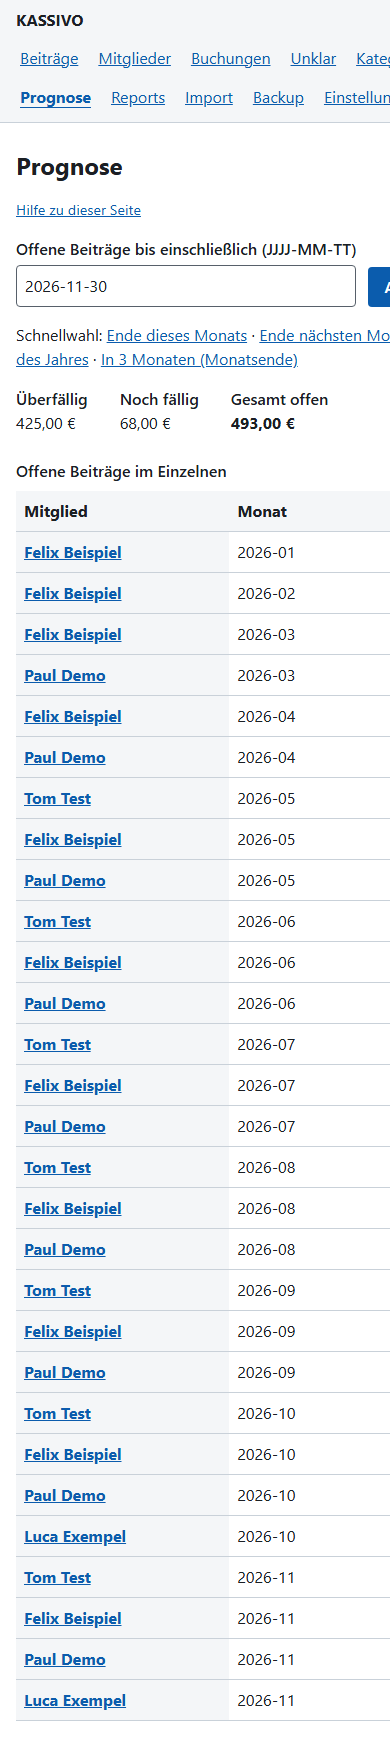 KASSIVO
Beiträge Mitglieder Buchungen Unklar
Prognose Reports Import Backup
Prognose
Hilfe zu dieser Seite
Offene Beiträge bis einschließlich (JJJJ-MM-TT)
2026-11-30
Schnellwahl: Ende dieses Monats · Ende nächsten
des Jahres · In 3 Monaten (Monatsende)
Überfällig Noch fällig Gesamt offen
425,00 € 68,00 € 493,00 €
Offene Beiträge im Einzelnen
Mitglied Monat
Felix Beispiel 2026-01
Felix Beispiel 2026-02
Felix Beispiel 2026-03
Paul Demo 2026-03
Felix Beispiel 2026-04
Paul Demo 2026-04
Tom Test 2026-05
Felix Beispiel 2026-05
Paul Demo 2026-05
Tom Test 2026-06
Felix Beispiel 2026-06
Paul Demo 2026-06
Tom Test 2026-07
Felix Beispiel 2026-07
Paul Demo 2026-07
Tom Test 2026-08
Felix Beispiel 2026-08
Paul Demo 2026-08
Tom Test 2026-09
Felix Beispiel 2026-09
Paul Demo 2026-09
Tom Test 2026-10
Felix Beispiel 2026-10
Paul Demo 2026-10
Luca Exempel 2026-10
Tom Test 2026-11
Felix Beispiel 2026-11
Paul Demo 2026-11
Luca Exempel 2026-11